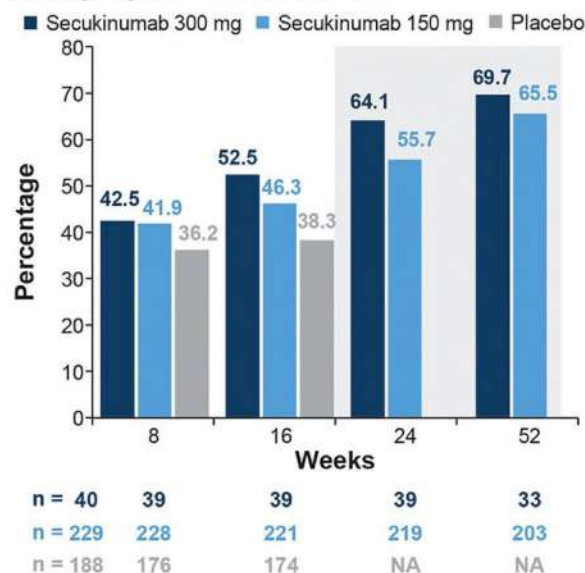 Secukinumab 300 mg Secukinumab 150 mg Placebo
80
70
60
50
40
30
20
10
0
Percentage
42.5 41.9 36.2
52.5 46.3 38.3
64.1 55.7
69.7 65.5
8 16 24 52
Weeks
n = 40 39 39 39 33
n = 229 228 221 219 203
n = 188 176 174 NA NA